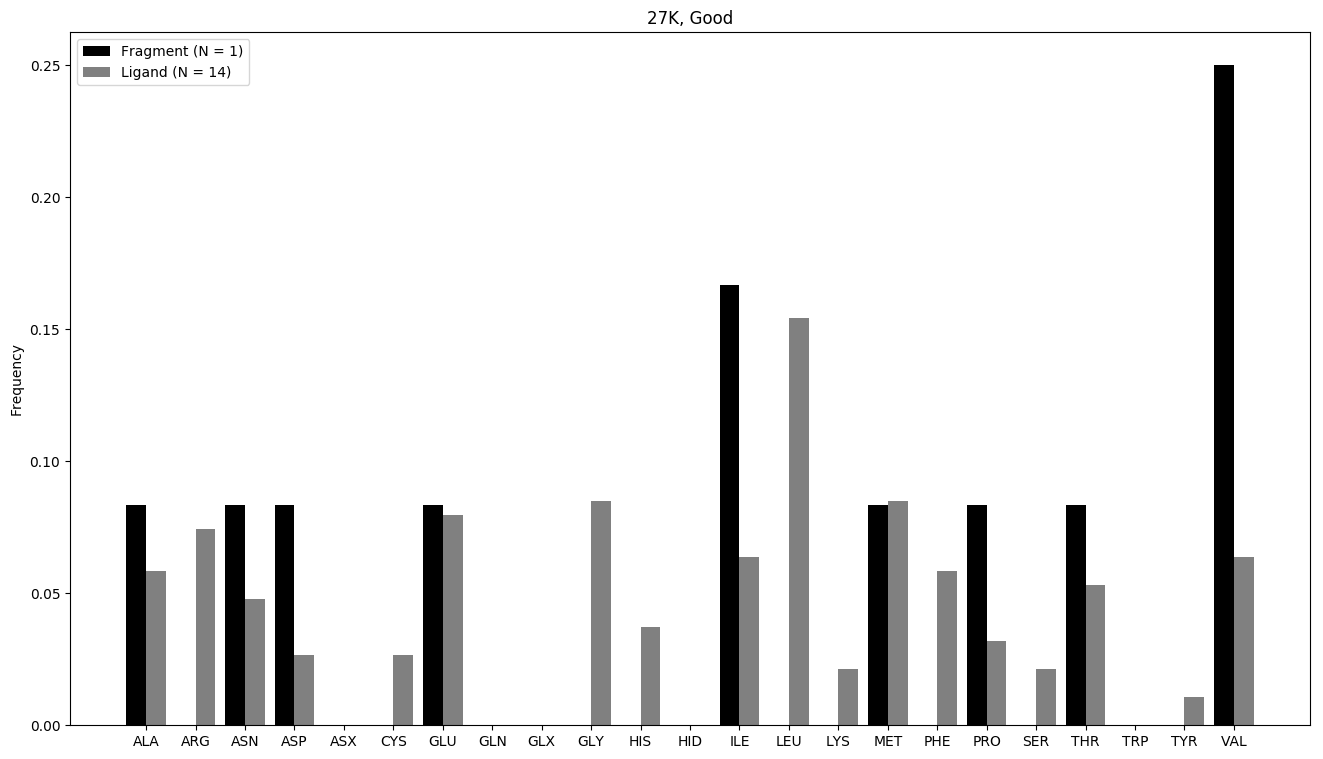 27K, Good
Fragment (N = 1)
Ligand (N = 14)
Frequency
0.25
0.20
0.15
0.10
0.05
0.00
ALA ARG ASN ASP ASX CYS GLU GLN GLX GLY HIS HID ILE LEU LYS MET PHE PRO SER THR TRP TYR VAL